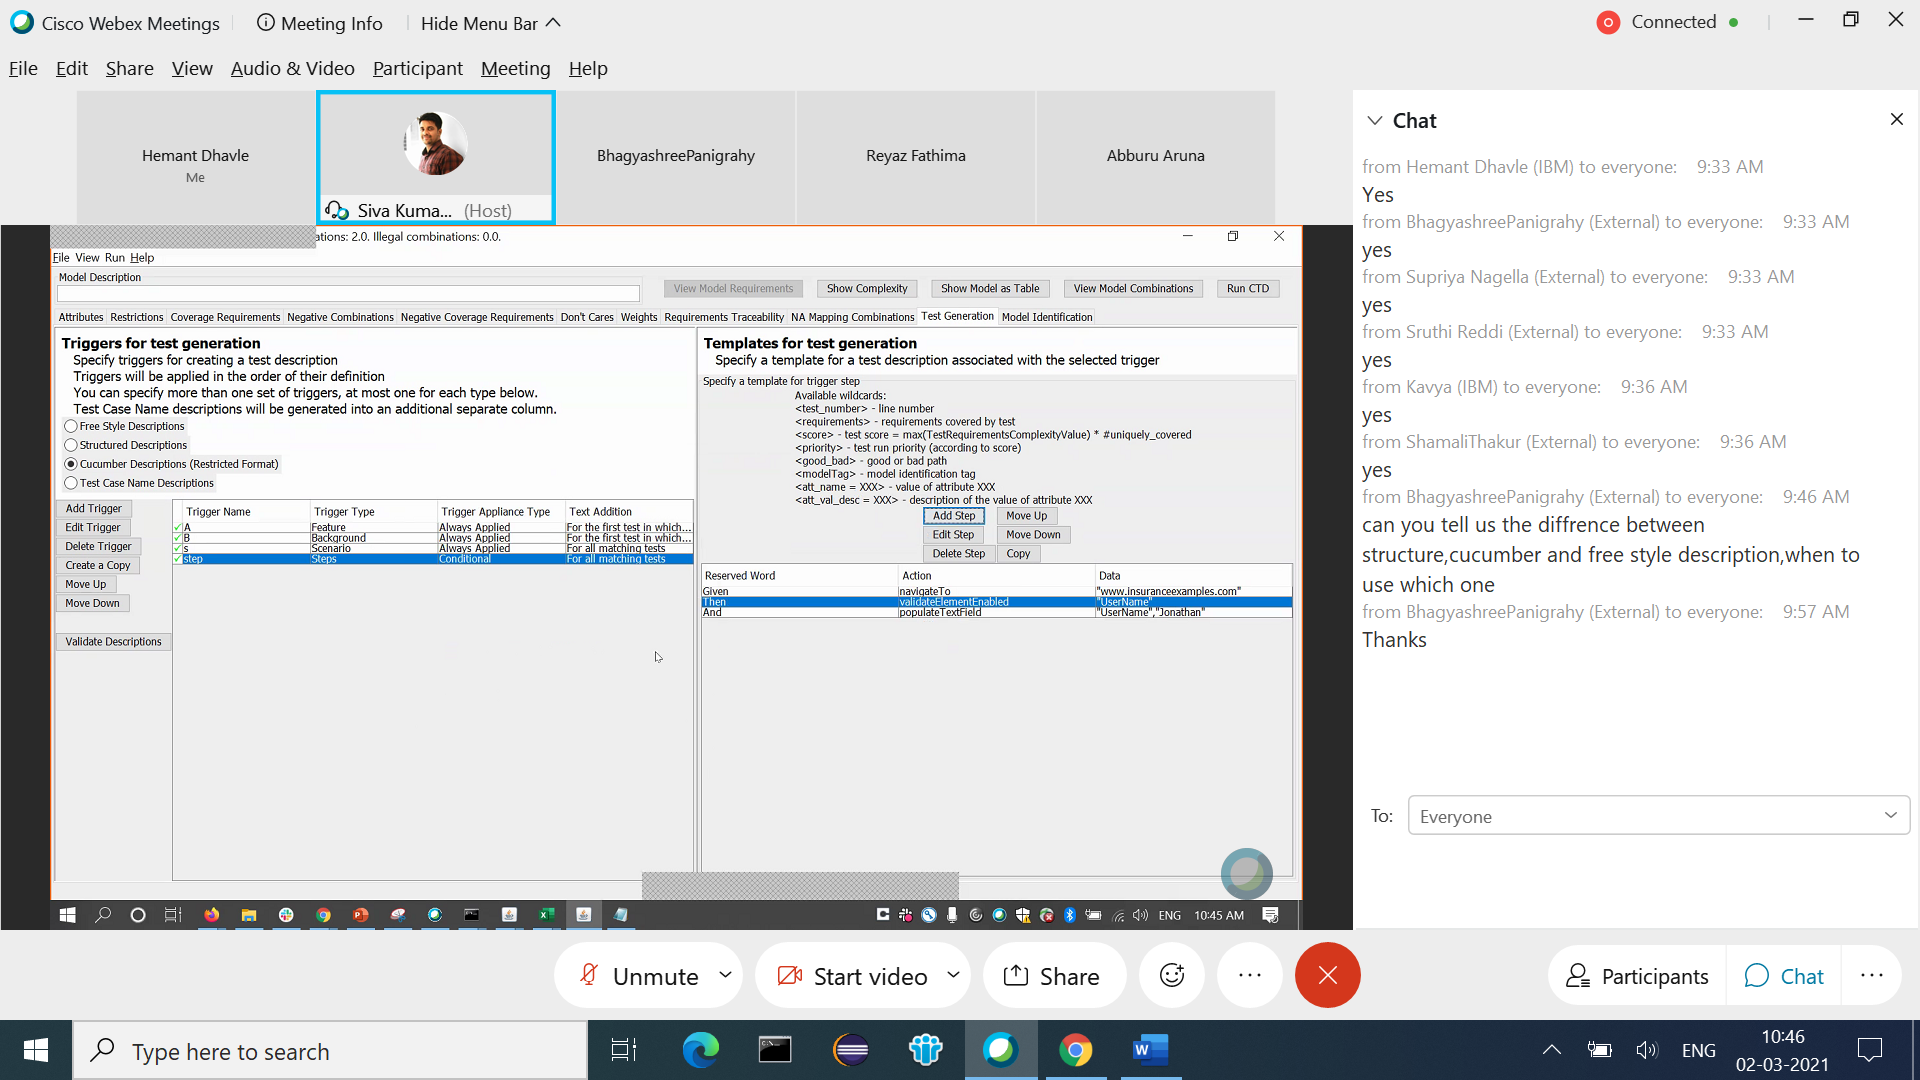 Cisco Webex Meetings
Meeting Info
Hide Menu Bar
Connected
File Edit Share View Audio & Video Participant Meeting Help
Hemant Dhavle
Me
Siva Kuma... (Host)
BhagyashreePanigrahy
Reyaz Fathima
Abburu Aruna
ations: 2.0. Illegal combinations: 0.0.
File View Run Help
Model Description
View Model Requirements
Show Complexity
Show Model as Table
View Model Combinations
Run CTD
Attributes Restrictions Coverage Requirements Negative Combinations Negative Coverage Requirements Don't Cares Weights Requirements Traceability NA Mapping Combinations Test Generation Model Identification
Triggers for test generation
Specify triggers for creating a test description
Triggers will be applied in the order of their definition
You can specify more than one set of triggers, at most one for each type below.
Test Case Name descriptions will be generated into an additional separate column.
Free Style Descriptions
Structured Descriptions
Cucumber Descriptions (Restricted Format)
Test Case Name Descriptions
Add Trigger
Edit Trigger
Delete Trigger
Create a Copy
Move Up
Move Down
Validate Descriptions
Trigger Name Trigger Type Trigger Appliance Type Text Addition
A Feature Always Applied For the first test in which...
B Background Always Applied For the first test in which...
s Scenario Always Applied For all matching tests
step Steps Conditional For all matching tests
Templates for test generation
Specify a template for a test description associated with the selected trigger
Specify a template for trigger step
Available wildcards:
<test_number> - line number
<requirements> - requirements covered by test
<score> - test score = max(TestRequirementsComplexityValue) * #uniquely_covered
<priority> - test run priority (according to score)
<good_bad> - good or bad path
<modelTag> - model identification tag
<att_name = XXX> - value of attribute XXX
<att_val_desc = XXX> - description of the value of attribute XXX
Add Step Move Up
Edit Step Move Down
Delete Step Copy
Reserved Word Action Data
Given navigateTo "www.insuranceexamples.com"
Then validateElementEnabled "UserName"
And populateTextField "UserName","Jonathan"
ENG 10:45 AM
Chat
from Hemant Dhavle (IBM) to everyone: 9:33 AM
Yes
from BhagyashreePanigrahy (External) to everyone: 9:33 AM
yes
from Supriya Nagella (External) to everyone: 9:33 AM
yes
from Sruthi Reddi (External) to everyone: 9:33 AM
yes
from Kavya (IBM) to everyone: 9:36 AM
yes
from ShamaliThakur (External) to everyone: 9:36 AM
yes
from BhagyashreePanigrahy (External) to everyone: 9:46 AM
can you tell us the diffrence between
structure,cucumber and free style description,when to
use which one
from BhagyashreePanigrahy (External) to everyone: 9:57 AM
Thanks
To: Everyone
Unmute
Start video
Share
Participants
Chat
Type here to search
ENG
10:46
02-03-2021